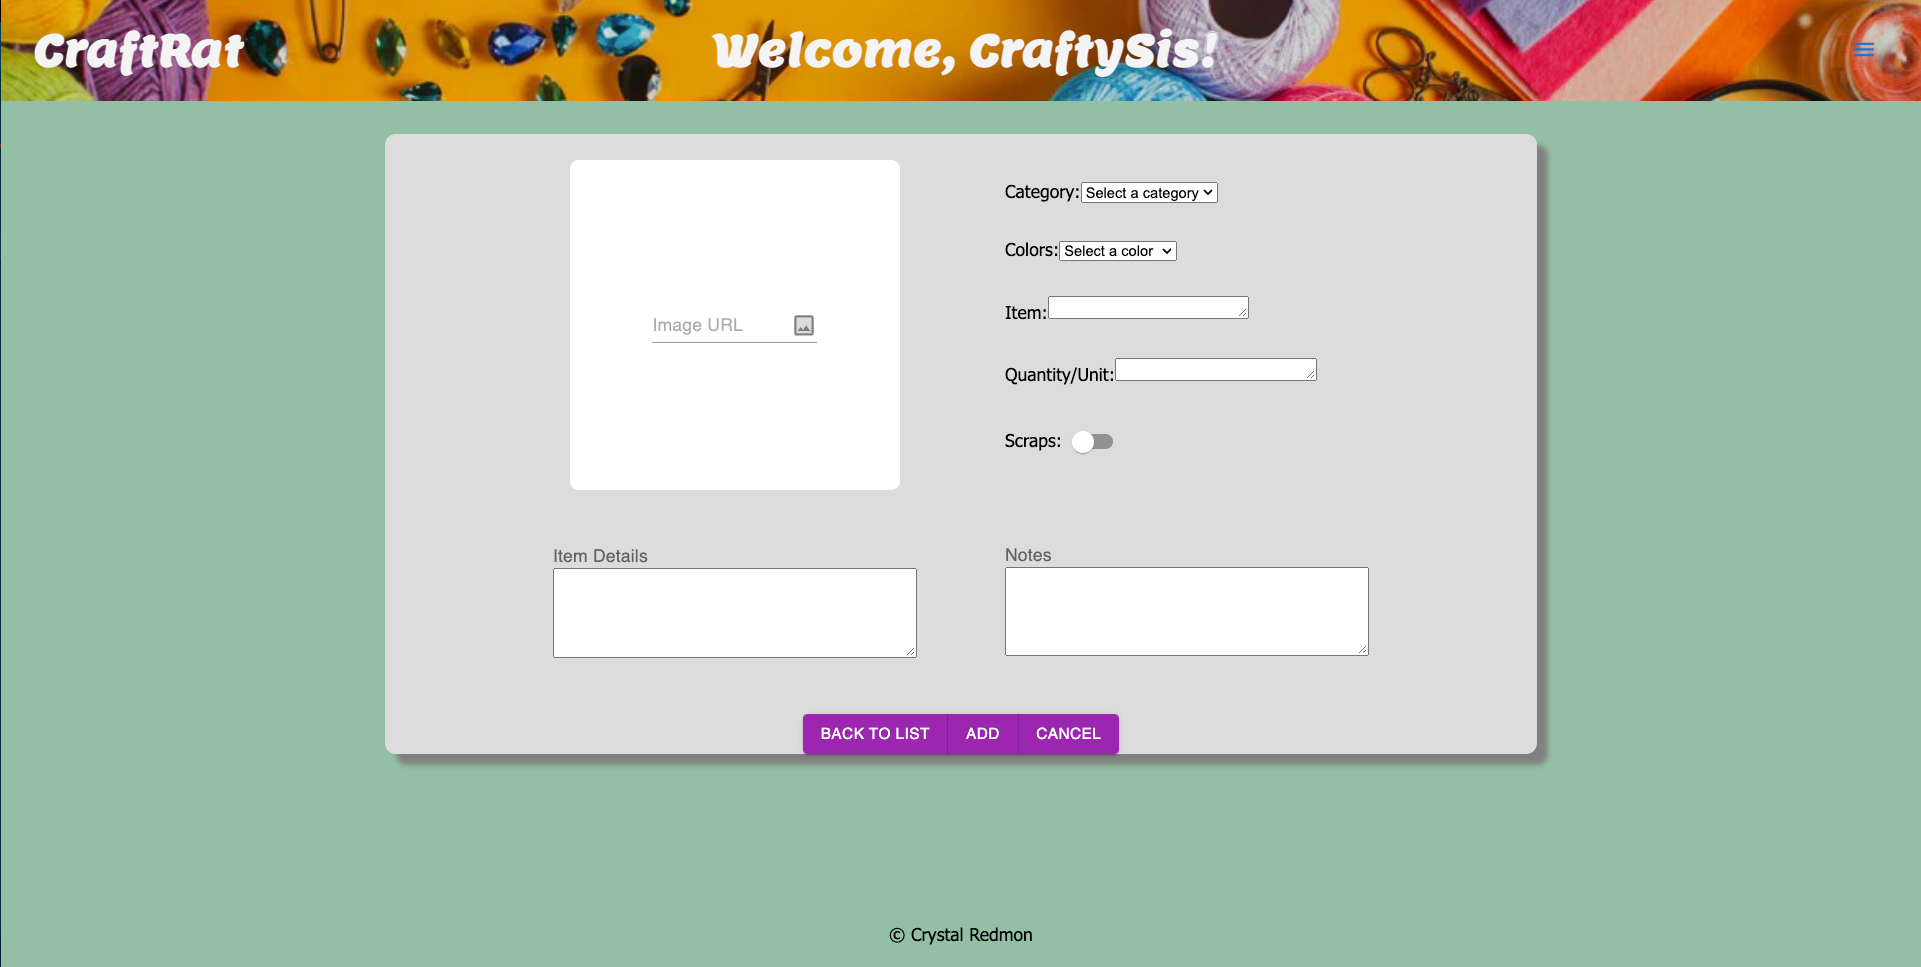 CraftRat
Welcome, CraftySis!
Image URL
Category: Select a category
Colors: Select a color
Item:
Quantity/Unit:
Scraps:
Item Details
Notes
BACK TO LIST
ADD
CANCEL
© Crystal Redmon